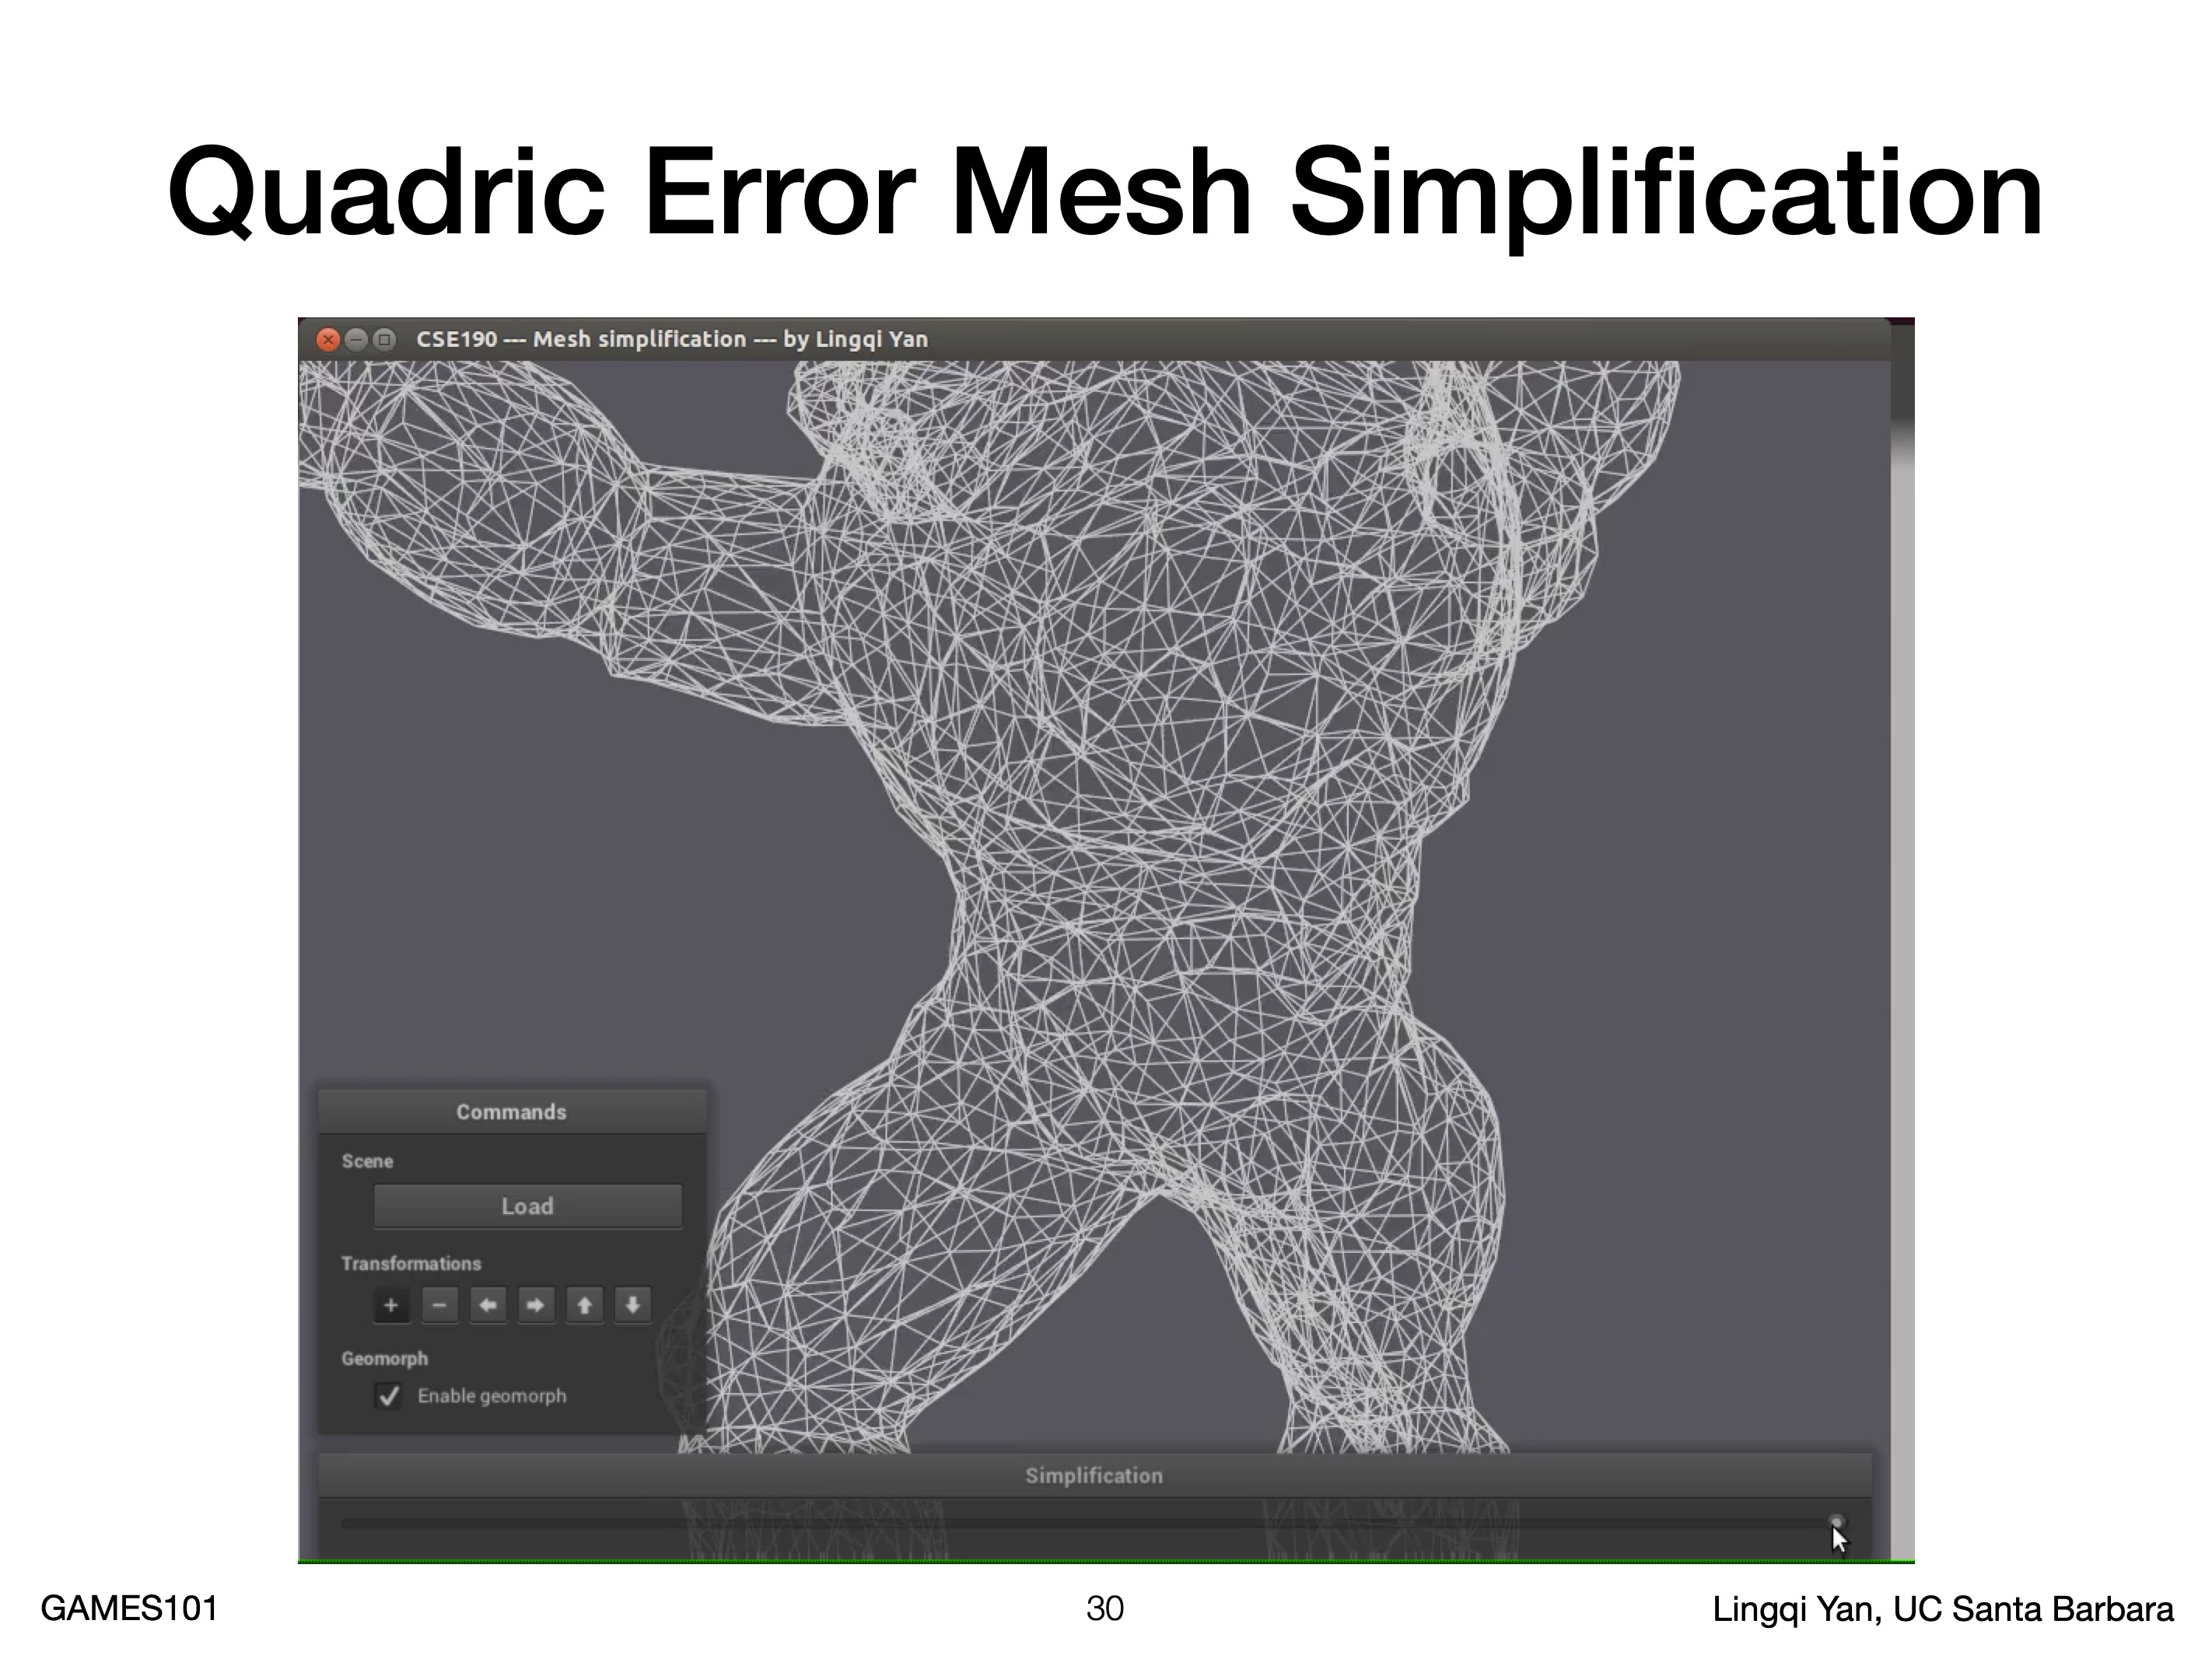 Quadric Error Mesh Simplification
CSE190 --- Mesh simplification --- by Lingqi Yan
Commands
Scene
Load
Transformations
+ −
Geomorph
Enable geomorph
Simplification
GAMES101
30
Lingqi Yan, UC Santa Barbara